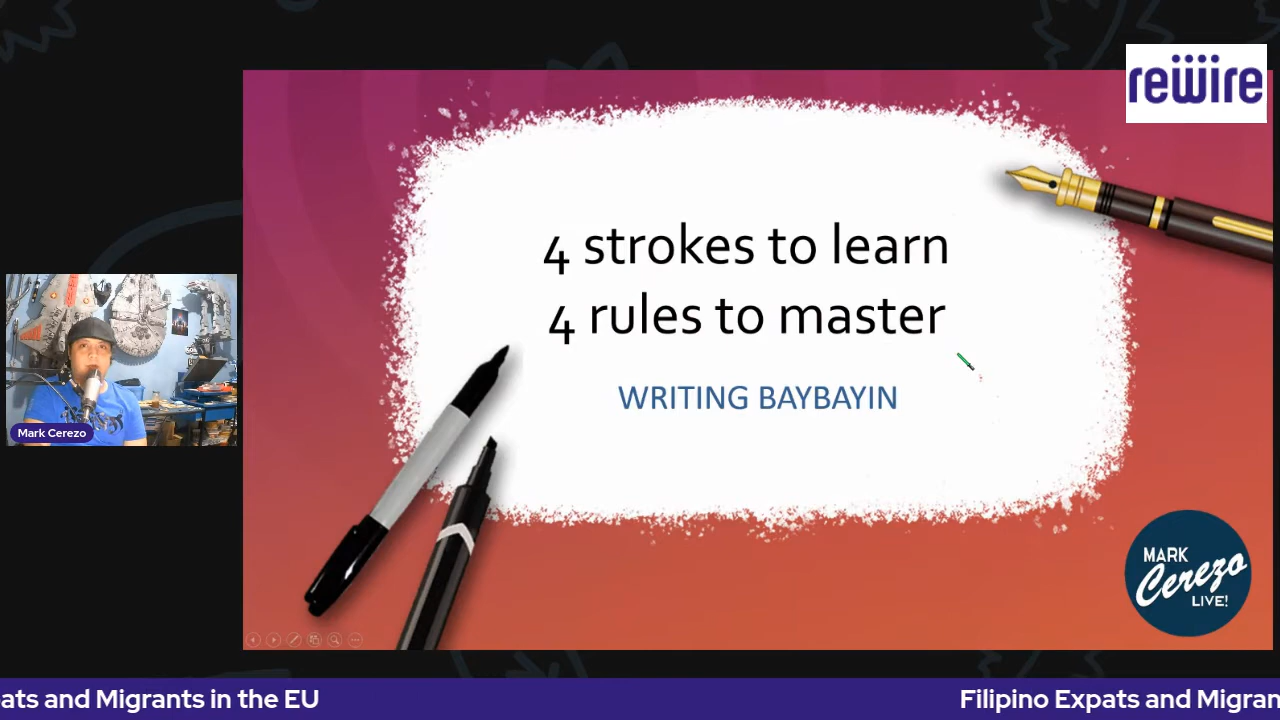 rewire
4 strokes to learn
4 rules to master
WRITING BAYBAYIN
Mark Cerezo
MARK
Cerezo
LIVE!
ats and Migrants in the EU
Filipino Expats and Migran